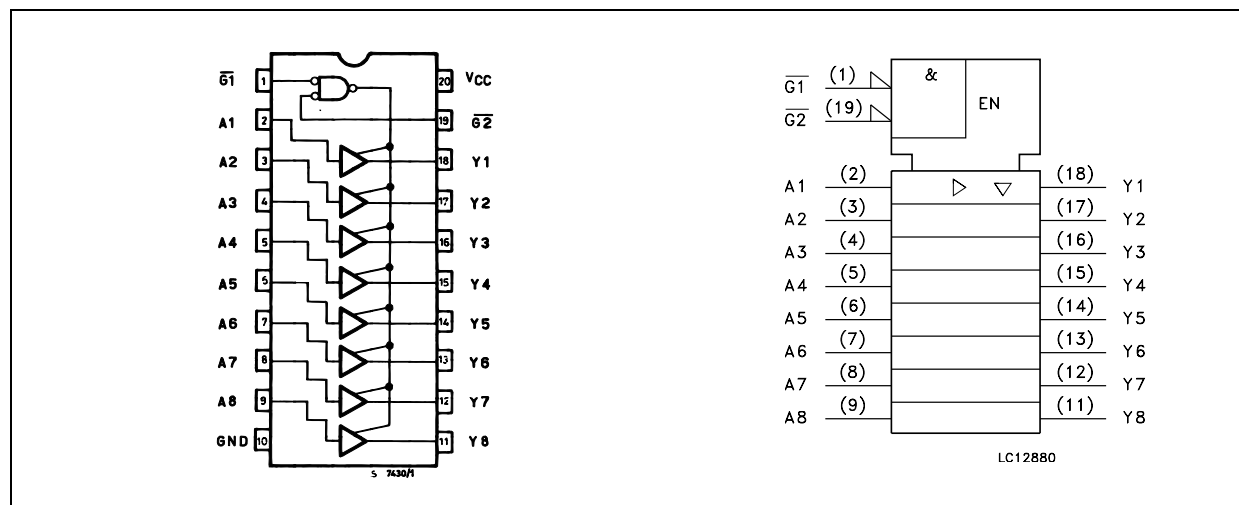 G1 1 20 VCC
A1 2 19 G2
A2 3 18 Y1
A3 4 17 Y2
A4 5 16 Y3
A5 6 15 Y4
A6 7 14 Y5
A7 8 13 Y6
A8 9 12 Y7
GND 10 11 Y8
S 7430/1
G1 (1) & EN
G2 (19)
A1 (2) (18) Y1
A2 (3) (17) Y2
A3 (4) (16) Y3
A4 (5) (15) Y4
A5 (6) (14) Y5
A6 (7) (13) Y6
A7 (8) (12) Y7
A8 (9) (11) Y8
LC12880